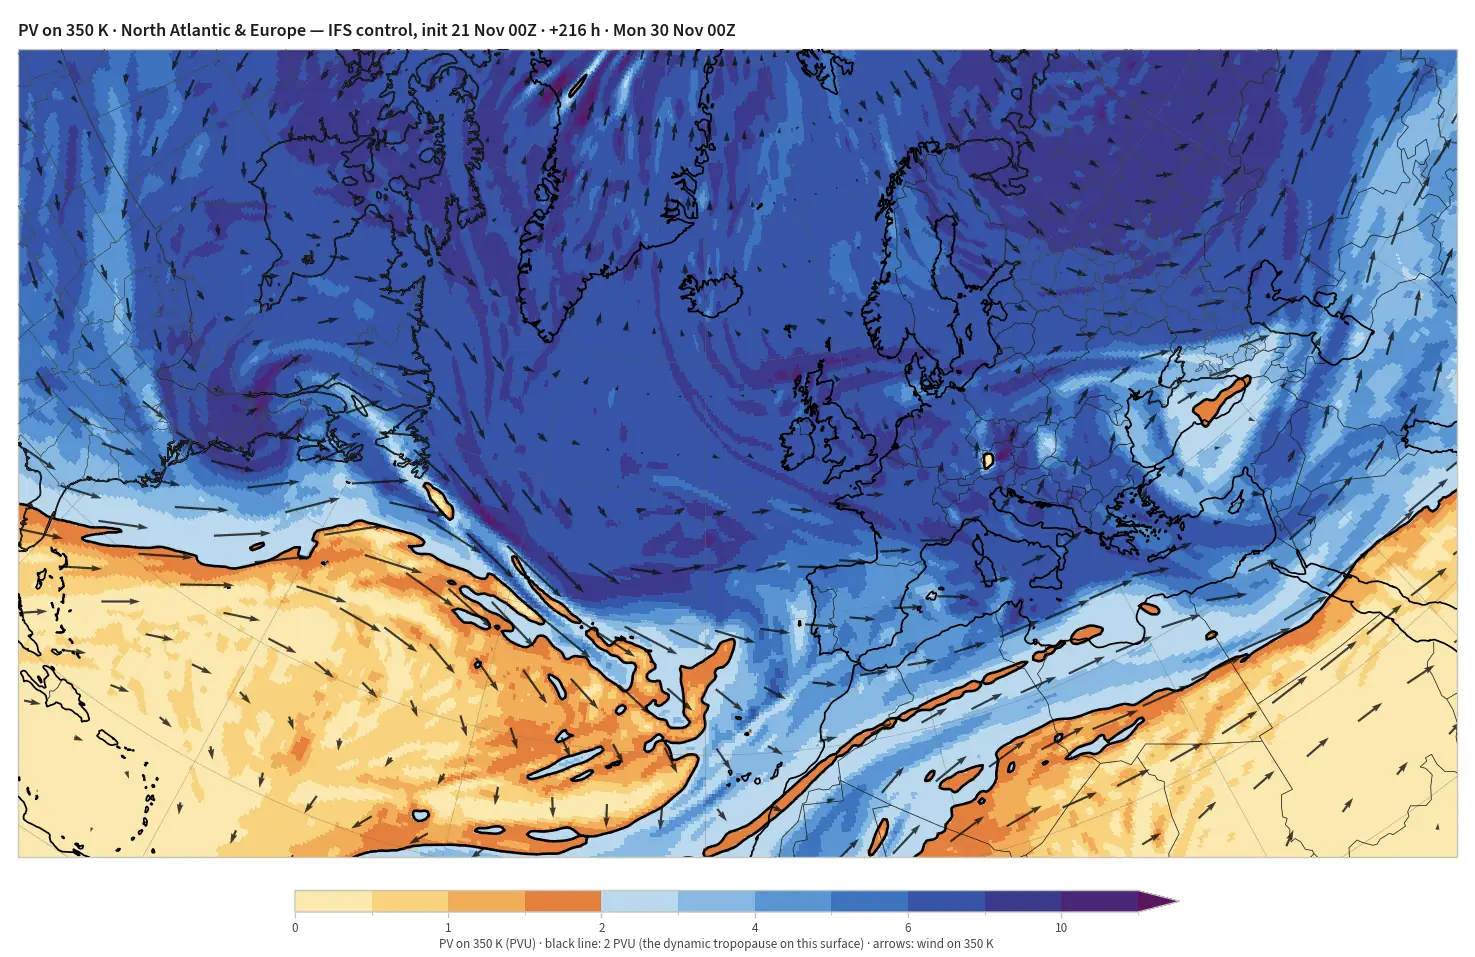 PV on 350 K · North Atlantic & Europe — IFS control, init 21 Nov 00Z · +216 h · Mon 30 Nov 00Z
0 1 2 4 6 10
PV on 350 K (PVU) · black line: 2 PVU (the dynamic tropopause on this surface) · arrows: wind on 350 K